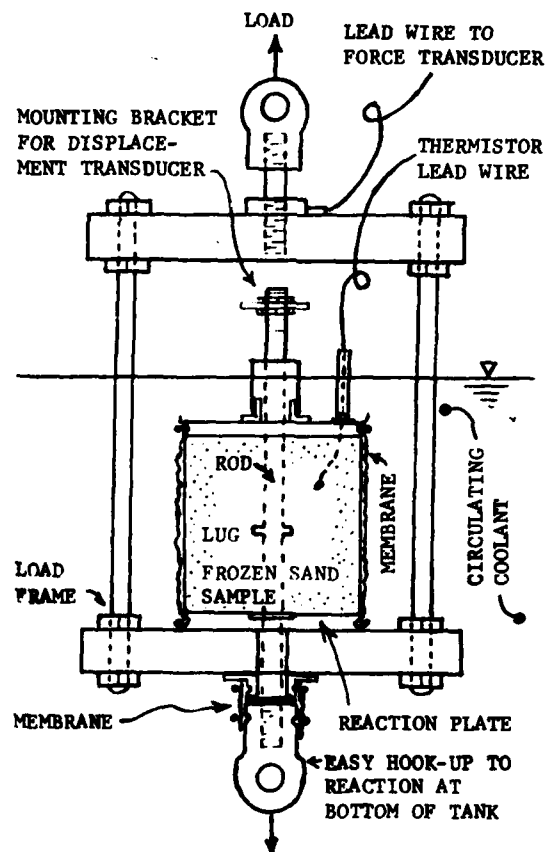 LOAD
LEAD WIRE TO
FORCE TRANSDUCER
MOUNTING BRACKET
FOR DISPLACE-
MENT TRANSDUCER
THERMISTOR
LEAD WIRE
ROD
LUG
FROZEN SAND
SAMPLE
MEMBRANE
CIRCULATING
COOLANT
LOAD
FRAME
MEMBRANE
REACTION PLATE
EASY HOOK-UP TO
REACTION AT
BOTTOM OF TANK